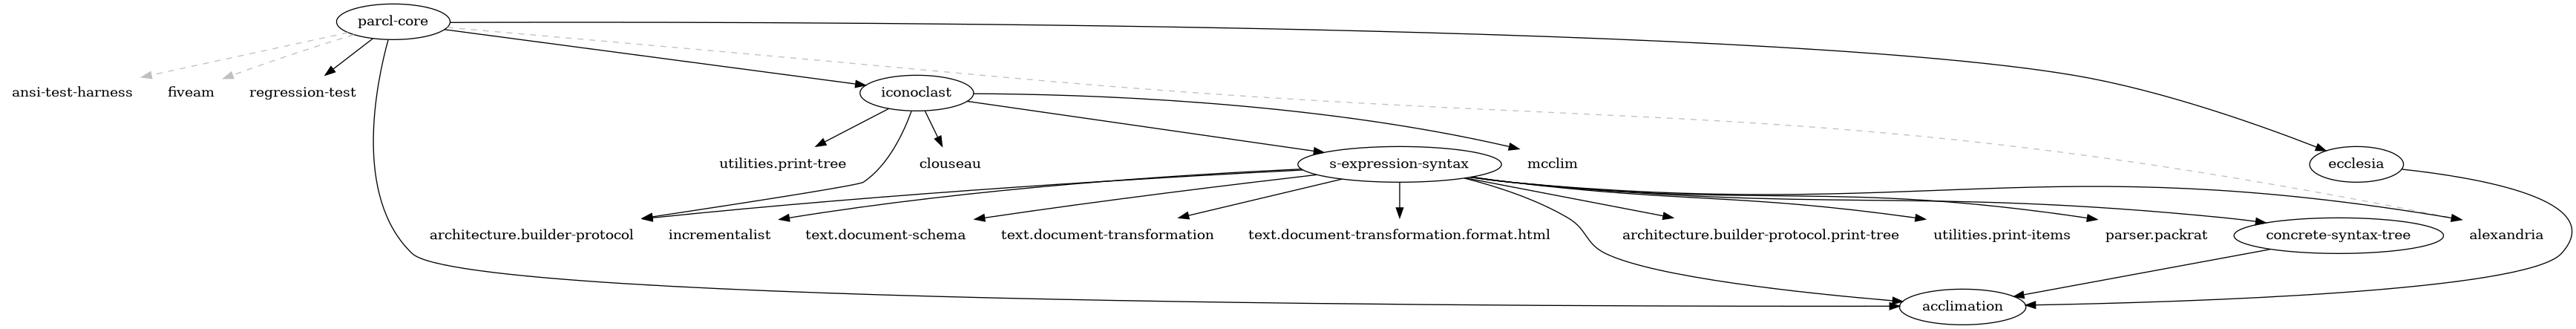 parcl-core
ansi-test-harness
fiveam
regression-test
iconoclast
utilities.print-tree
clouseau
s-expression-syntax
mcclim
ecclesia
architecture.builder-protocol
incrementalist
text.document-schema
text.document-transformation
text.document-transformation.format.html
architecture.builder-protocol.print-tree
utilities.print-items
parser.packrat
concrete-syntax-tree
alexandria
acclimation